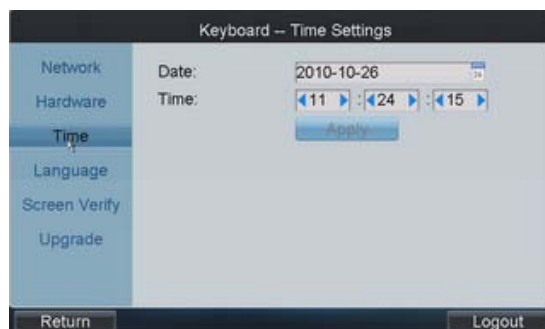 Keyboard -- Time Settings
Network
Hardware
Time
Language
Screen Verify
Upgrade
Date: 2010-10-26
Time: 11 : 24 : 15
Apply
Return
Logout